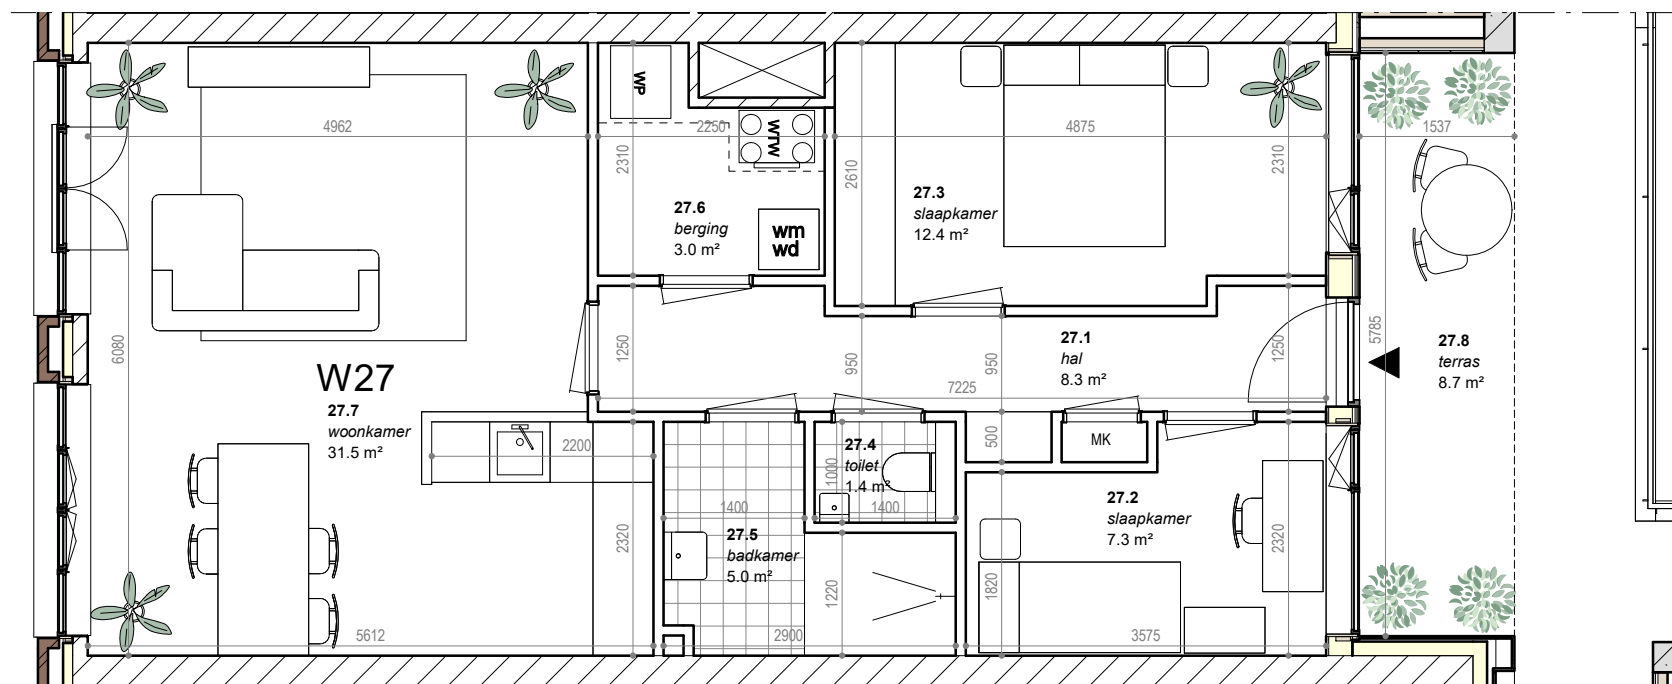 WP
4962
2250
WTW
4875
1537
2310
2610
2310
27.6
berging
3.0 m²
wm
wd
27.3
slaapkamer
12.4 m²
6080
1250
950
950
1250
5785
27.1
hal
8.3 m²
7225
27.8
terras
8.7 m²
W27
27.7
woonkamer
31.5 m²
2200
27.4
toilet
1.4 m²
1000
1400
500
MK
1400
27.5
badkamer
5.0 m²
27.2
slaapkamer
7.3 m²
2320
1220
1820
2320
5612
2900
3575